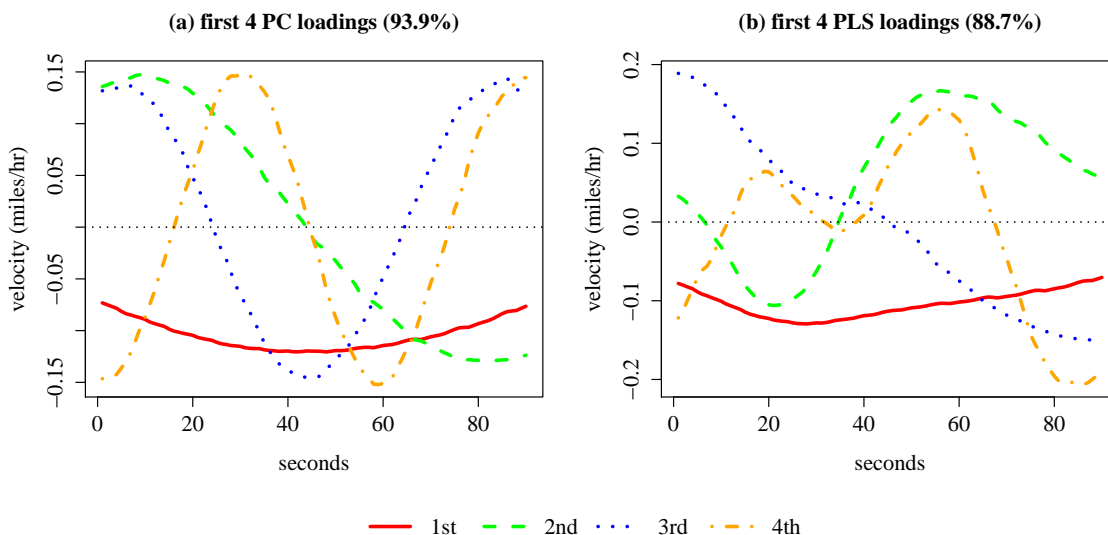 (a) first 4 PC loadings (93.9%)
velocity (miles/hr)
0.15
0.05
−0.05
−0.15
0 20 40 60 80
seconds
(b) first 4 PLS loadings (88.7%)
velocity (miles/hr)
0.2
0.1
0.0
−0.1
−0.2
0 20 40 60 80
seconds
1st 2nd 3rd 4th